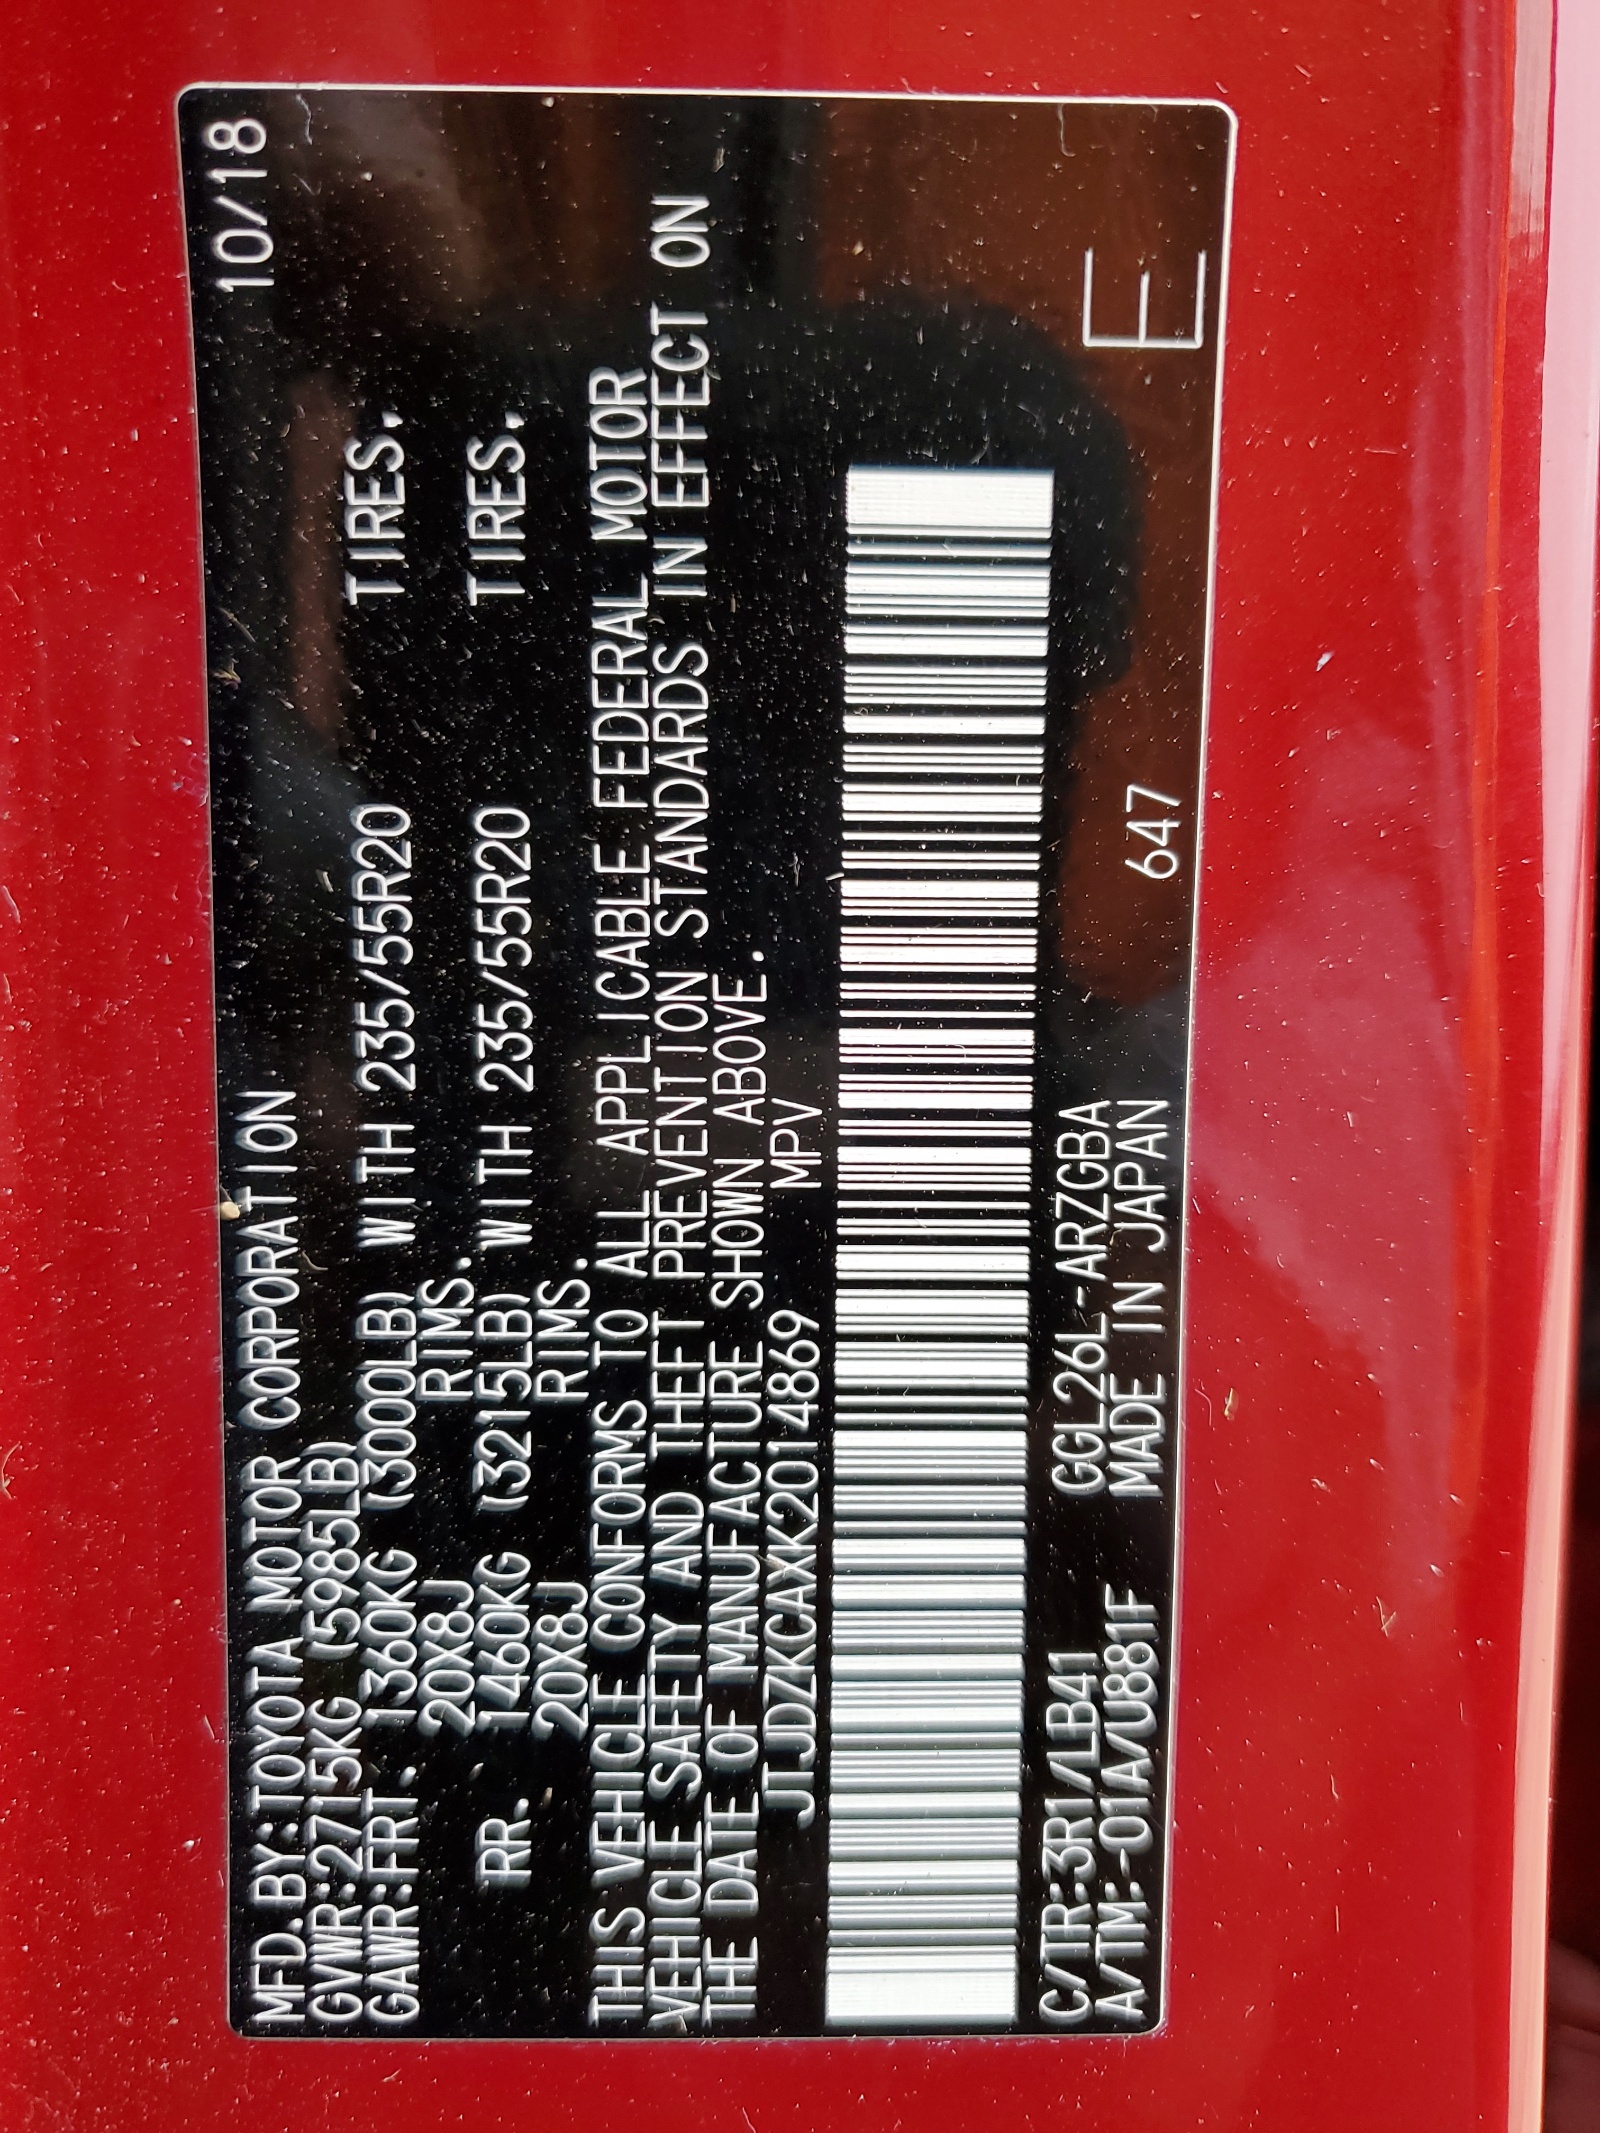 MFD.BY:TOYOTA MOTOR CORPORATION 10/18
GVWR:2715KG (5985LB)
GAWR:FRT. 1360KG (3000LB) WITH 235/55R20 TIRES,
20X8J RIMS.
RR. 1460KG (3215LB) WITH 235/55R20 TIRES,
20X8J RIMS.
THIS VEHICLE CONFORMS TO ALL APPLICABLE FEDERAL MOTOR
VEHICLE SAFETY AND THEFT PREVENTION STANDARDS IN EFFECT ON
THE DATE OF MANUFACTURE SHOWN ABOVE.
JTJDZKCAXK2014869 MPV
C/TR:3R1/LB41 GGL26L-ARZGBA
A/TM:-01A/U881F MADE IN JAPAN 647 E